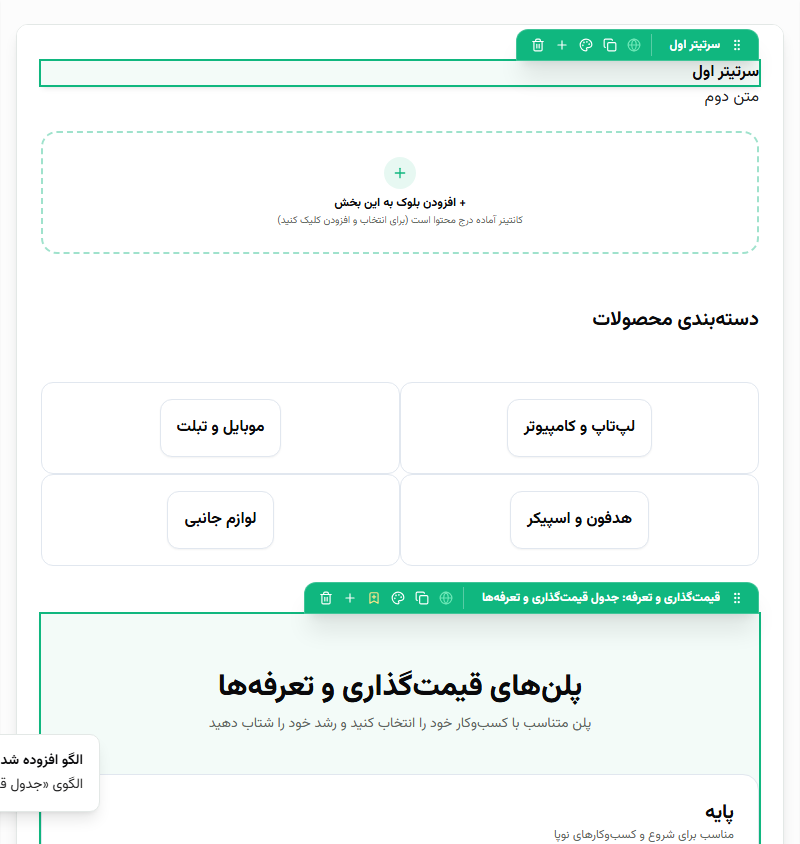 سرتیتر اول
سرتیتر اول
متن دوم
+ افزودن بلوک به این بخش
کانتینر آماده درج محتوا است (برای انتخاب و افزودن کلیک کنید)
دسته‌بندی محصولات
لپ‌تاپ و کامپیوتر
موبایل و تبلت
هدفون و اسپیکر
لوازم جانبی
قیمت‌گذاری و تعرفه: جدول قیمت‌گذاری و تعرفه‌ها
پلن‌های قیمت‌گذاری و تعرفه‌ها
پلن متناسب با کسب‌وکار خود را انتخاب کنید و رشد خود را شتاب دهید
الگو افزوده شد
الگوی «جدول
پایه
مناسب برای شروع و کسب‌وکارهای نوپا